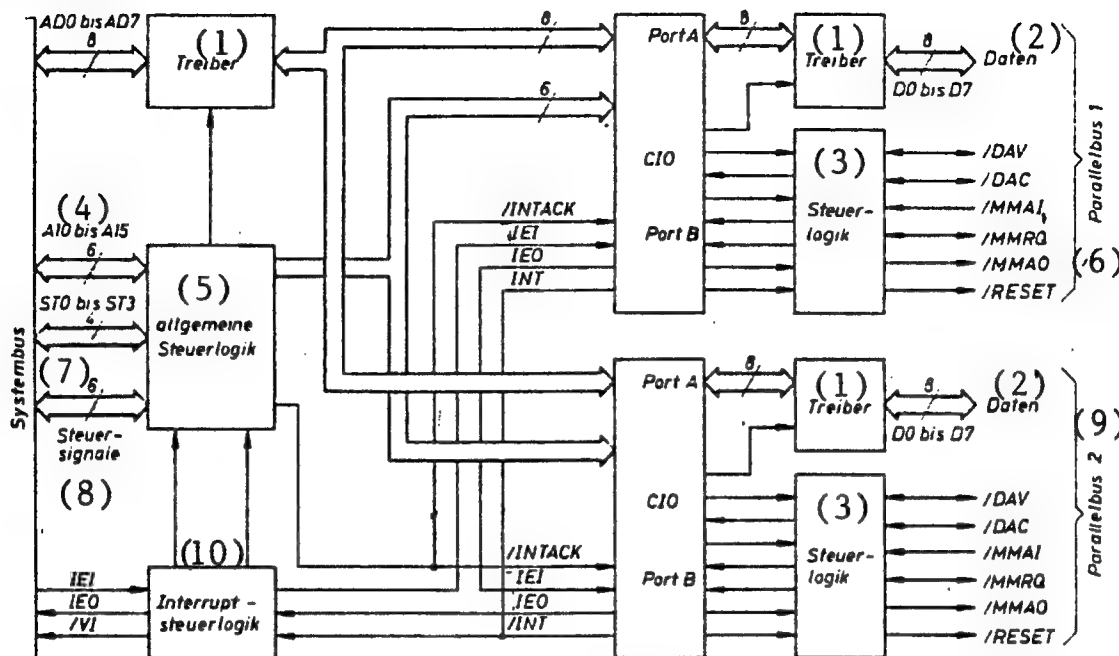 AD0 bis AD7
8
(1)
Treiber
8
6
Port A
CIO
Port B
8
(1)
Treiber
8
D0 bis D7
Daten
(2)
(3)
Steuer-
logik
/DAV
/DAC
/MMAI
/MMRQ
/MMAO
/RESET
Parallelbus 1
(6)
/INTACK
IEI
IEO
INT
Systembus
(4)
A10 bis A15
6
ST0 bis ST3
4
(7)
6
Steuer-
signale
(8)
(5)
allgemeine
Steuerlogik
Port A
CIO
Port B
8
(1)
Treiber
8
D0 bis D7
Daten
(2)
(9)
Parallelbus 2
(3)
Steuer-
logik
/DAV
/DAC
/MMAI
/MMRQ
/MMAO
/RESET
/INTACK
IEI
IEO
/INT
(10)
Interrupt-
steuerlogik
IEI
IEO
/VI